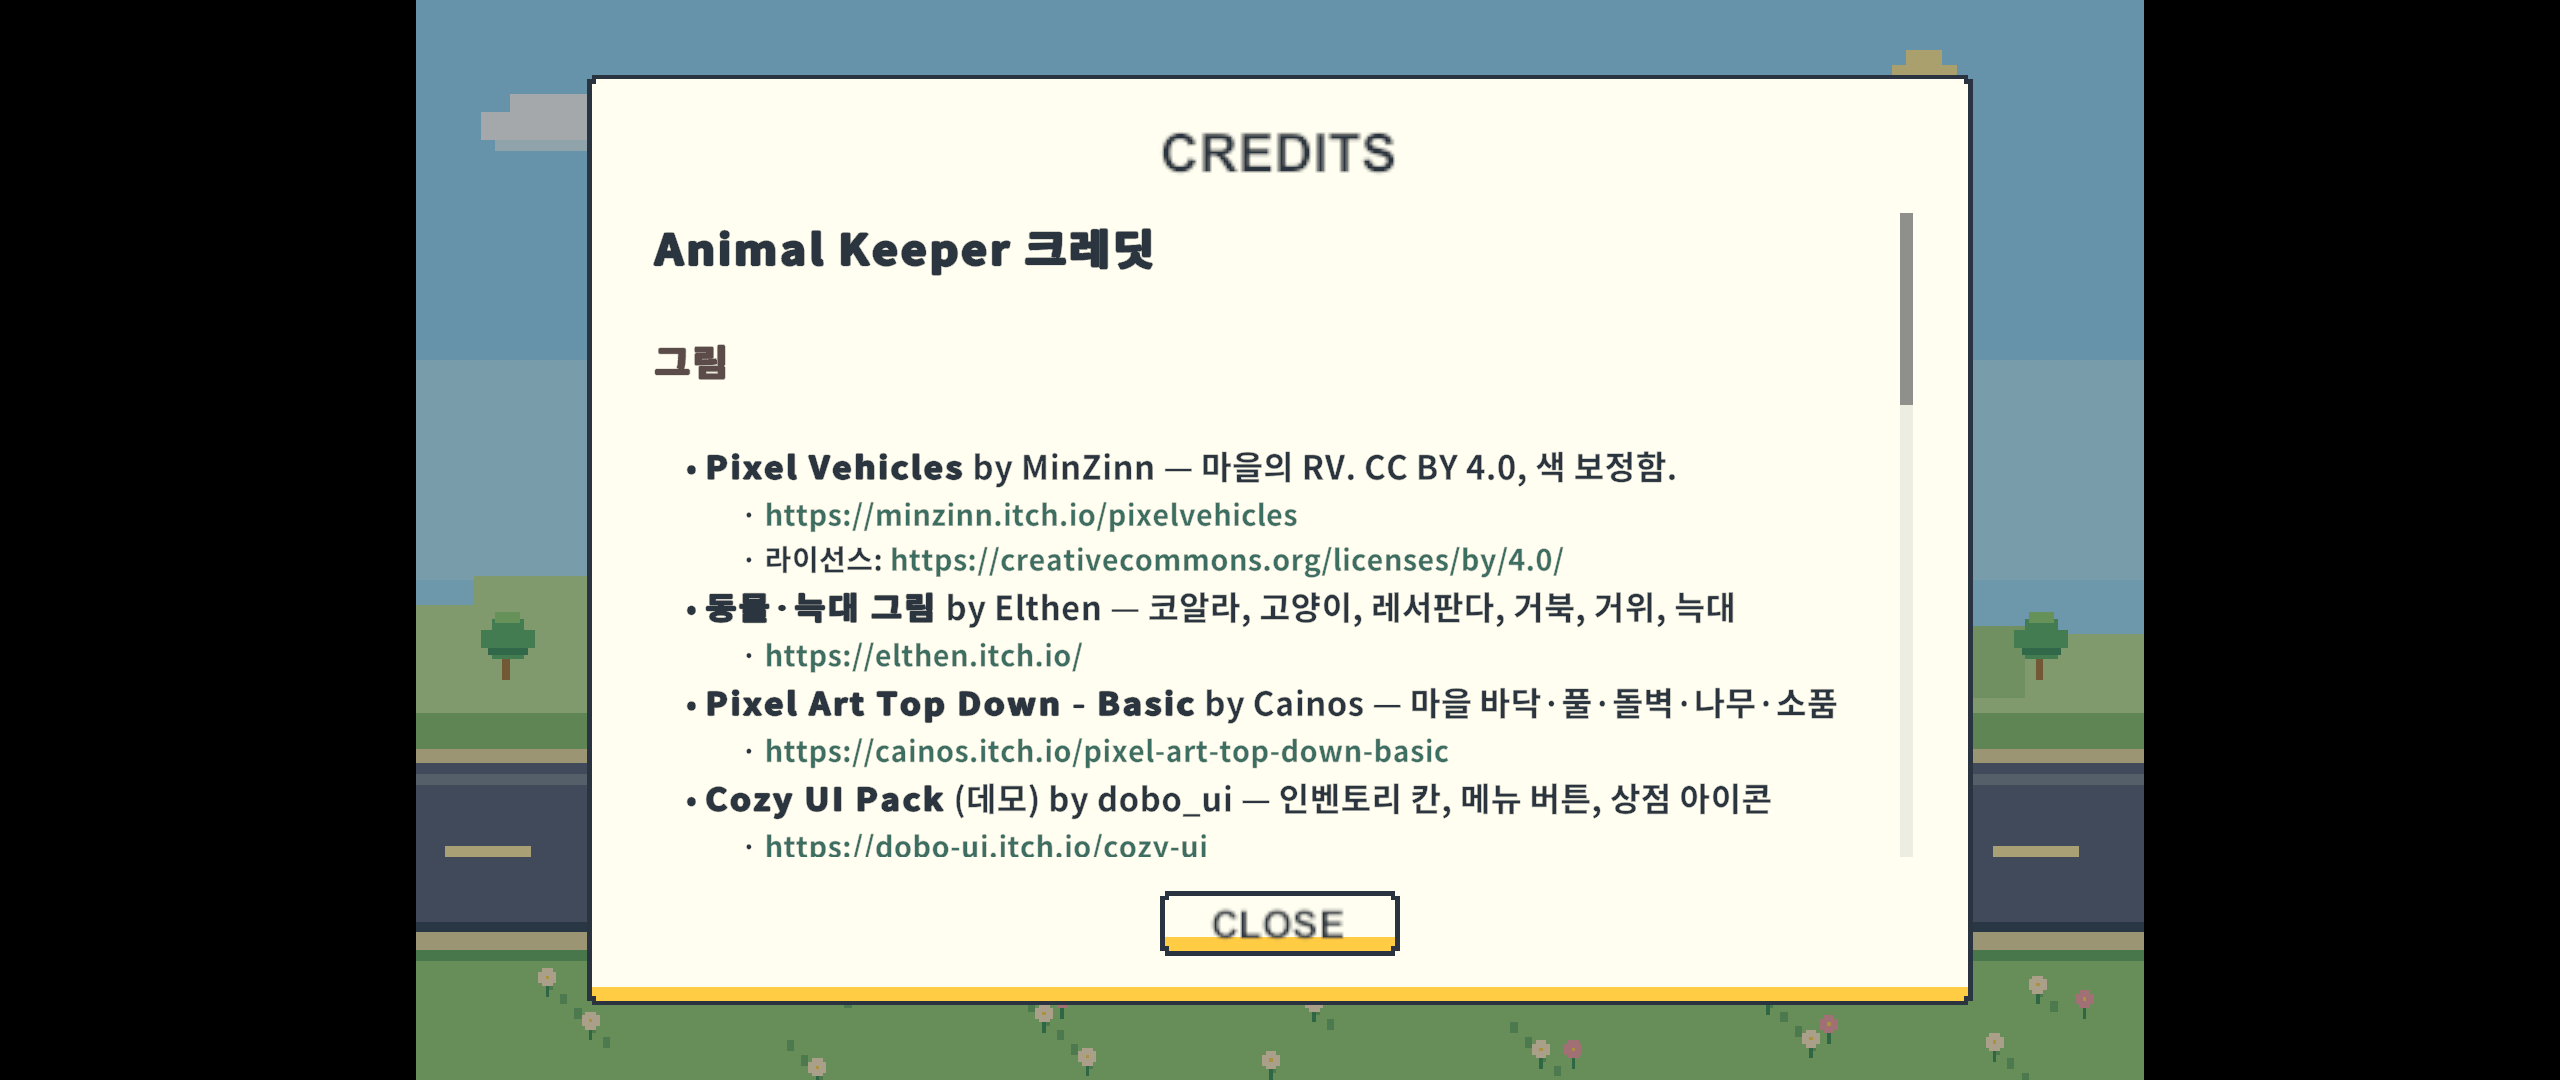 CREDITS
Animal Keeper 크레딧
그림
• Pixel Vehicles by MinZinn — 마을의 RV. CC BY 4.0, 색 보정함.
· https://minzinn.itch.io/pixelvehicles
· 라이선스: https://creativecommons.org/licenses/by/4.0/
• 동물·늑대 그림 by Elthen — 코알라, 고양이, 레서판다, 거북, 거위, 늑대
· https://elthen.itch.io/
• Pixel Art Top Down - Basic by Cainos — 마을 바닥·풀·돌벽·나무·소품
· https://cainos.itch.io/pixel-art-top-down-basic
• Cozy UI Pack (데모) by dobo_ui — 인벤토리 칸, 메뉴 버튼, 상점 아이콘
· https://dobo-ui.itch.io/cozy-ui
CLOSE